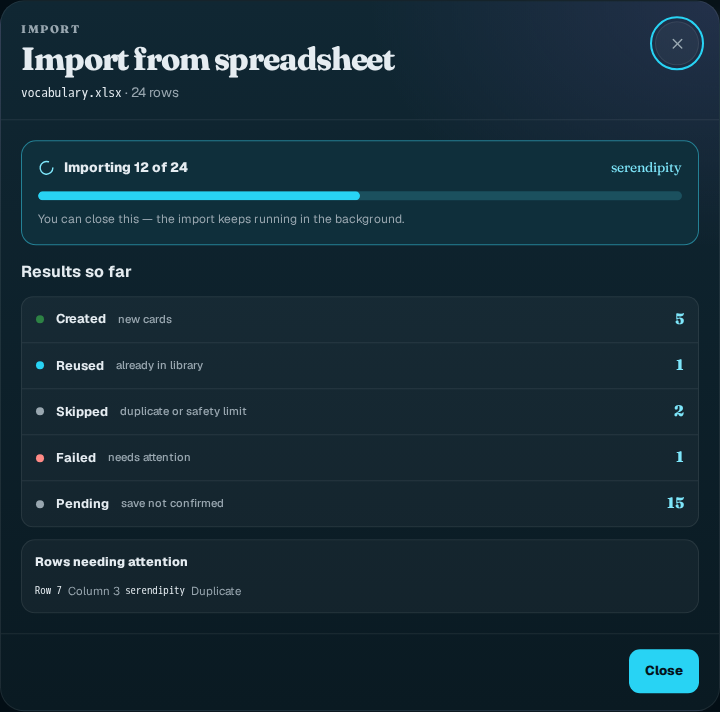 IMPORT
Import from spreadsheet
vocabulary.xlsx · 24 rows
Importing 12 of 24 serendipity
You can close this — the import keeps running in the background.
Results so far
Created new cards 5
Reused already in library 1
Skipped duplicate or safety limit 2
Failed needs attention 1
Pending save not confirmed 15
Rows needing attention
Row 7 Column 3 serendipity Duplicate
Close